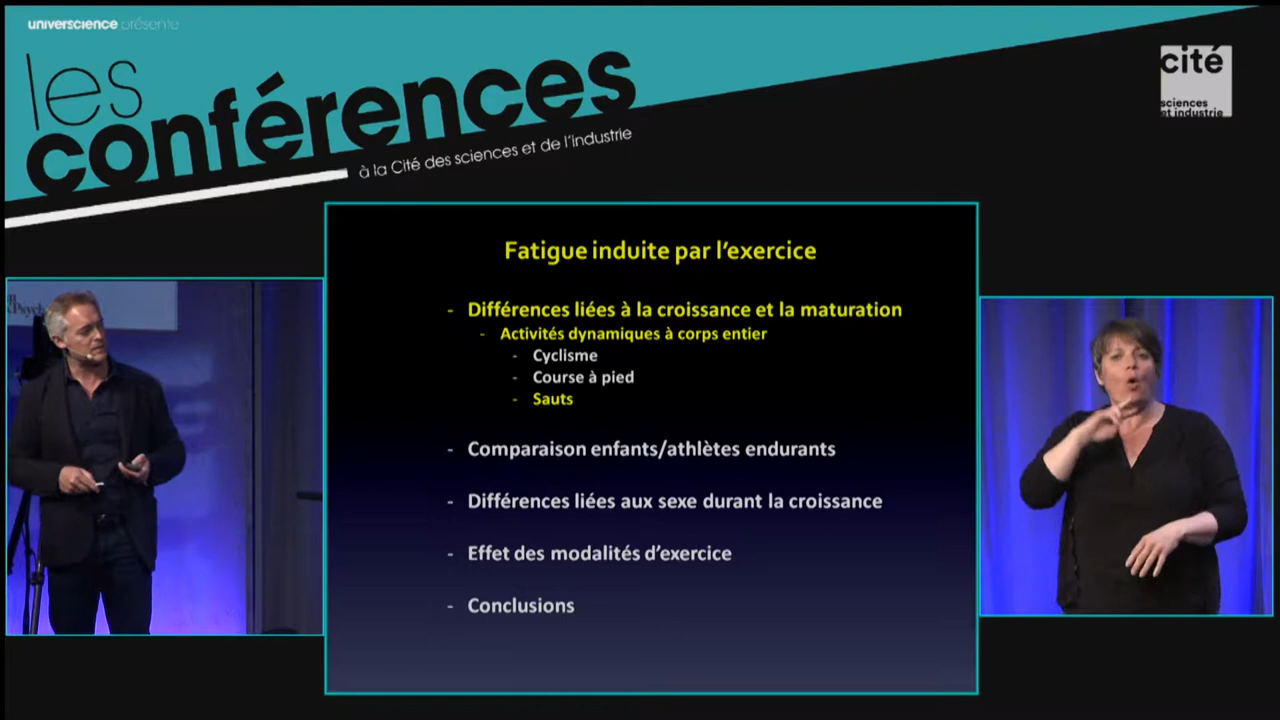 universcience présente
les
conférences
à la Cité des sciences et de l'industrie
cité
sciences
et industrie
Fatigue induite par l'exercice
- Différences liées à la croissance et la maturation
- Activités dynamiques à corps entier
- Cyclisme
- Course à pied
- Sauts
- Comparaison enfants/athlètes endurants
- Différences liées aux sexe durant la croissance
- Effet des modalités d'exercice
- Conclusions